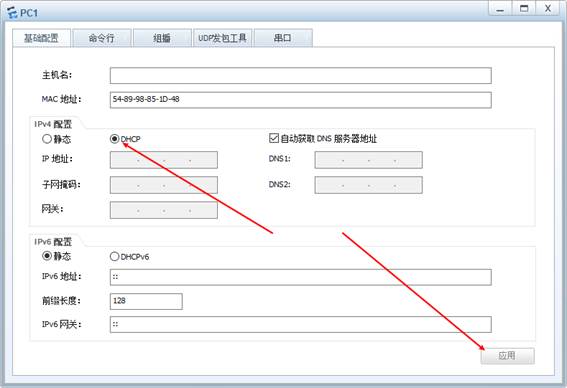 PC1
基础配置 命令行 组播 UDP发包工具 串口
主机名:
MAC 地址: 54-89-98-85-1D-48
IPv4 配置
静态 DHCP 自动获取 DNS 服务器地址
IP 地址: . . . DNS1: . . .
子网掩码: . . . DNS2: . . .
网关: . . .
IPv6 配置
静态 DHCPv6
IPv6 地址: ::
前缀长度: 128
IPv6 网关: ::
应用